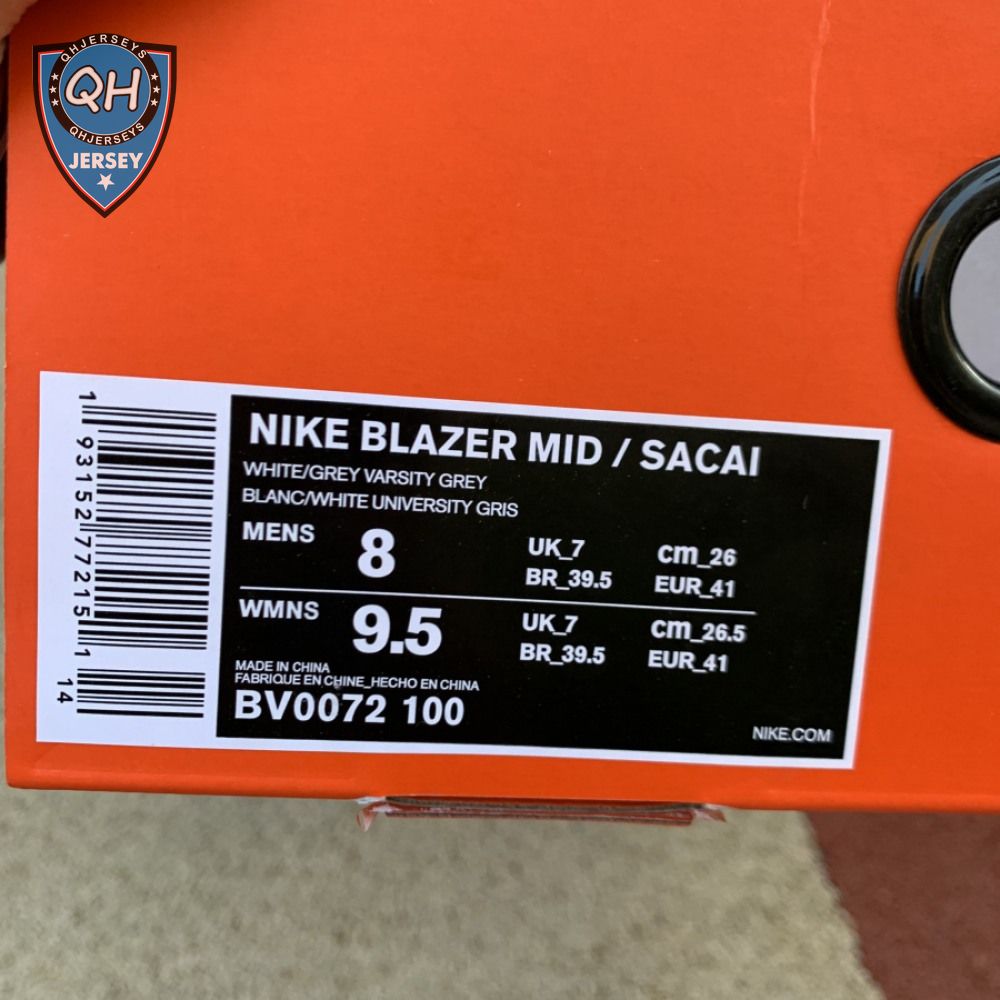 QHJERSEYS
QH
QHJERSEYS
JERSEY
NIKE BLAZER MID / SACAI
WHITE/GREY VARSITY GREY
BLANC/WHITE UNIVERSITY GRIS
MENS 8 UK_7 cm_26
BR_39.5 EUR_41
WMNS 9.5 UK_7 cm_26.5
BR_39.5 EUR_41
MADE IN CHINA
FABRIQUE EN CHINE_HECHO EN CHINA
BV0072 100
NIKE.COM
1 93152 77215 1
14